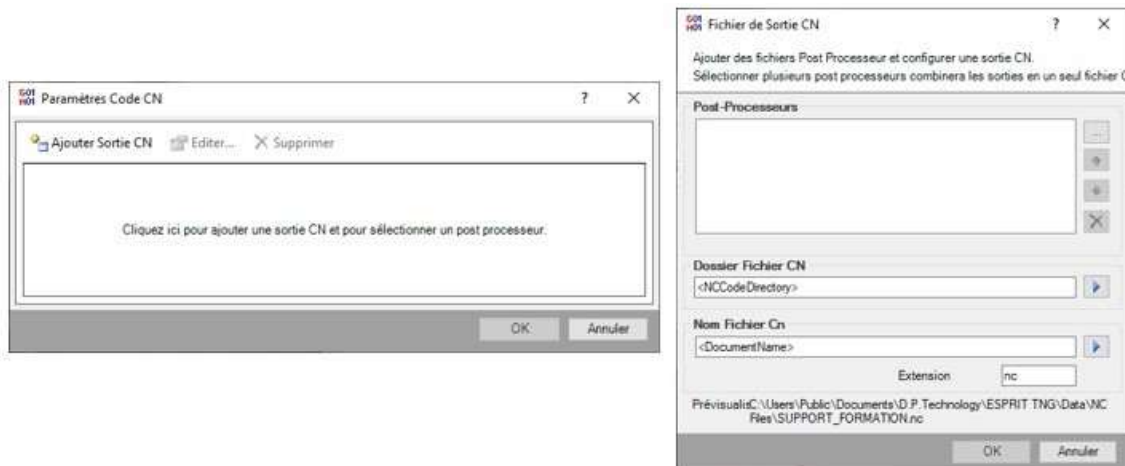 Paramètres Code CN
Ajouter Sortie CN Editer... Supprimer
Cliquez ici pour ajouter une sortie CN et pour sélectionner un post processeur.
OK Annuler
Fichier de Sortie CN
Ajouter des fichiers Post Processeur et configurer une sortie CN.
Sélectionner plusieurs post processeurs combinera les sorties en un seul fichier C
Post-Processeurs
...
Dossier Fichier CN
<NCCodeDirectory>
Nom Fichier Cn
<DocumentName>
Extension nc
Prévisualis C:\Users\Public\Documents\D.P.Technology\ESPRIT TNG\Data\NC
Files\SUPPORT_FORMATION.nc
OK Annuler